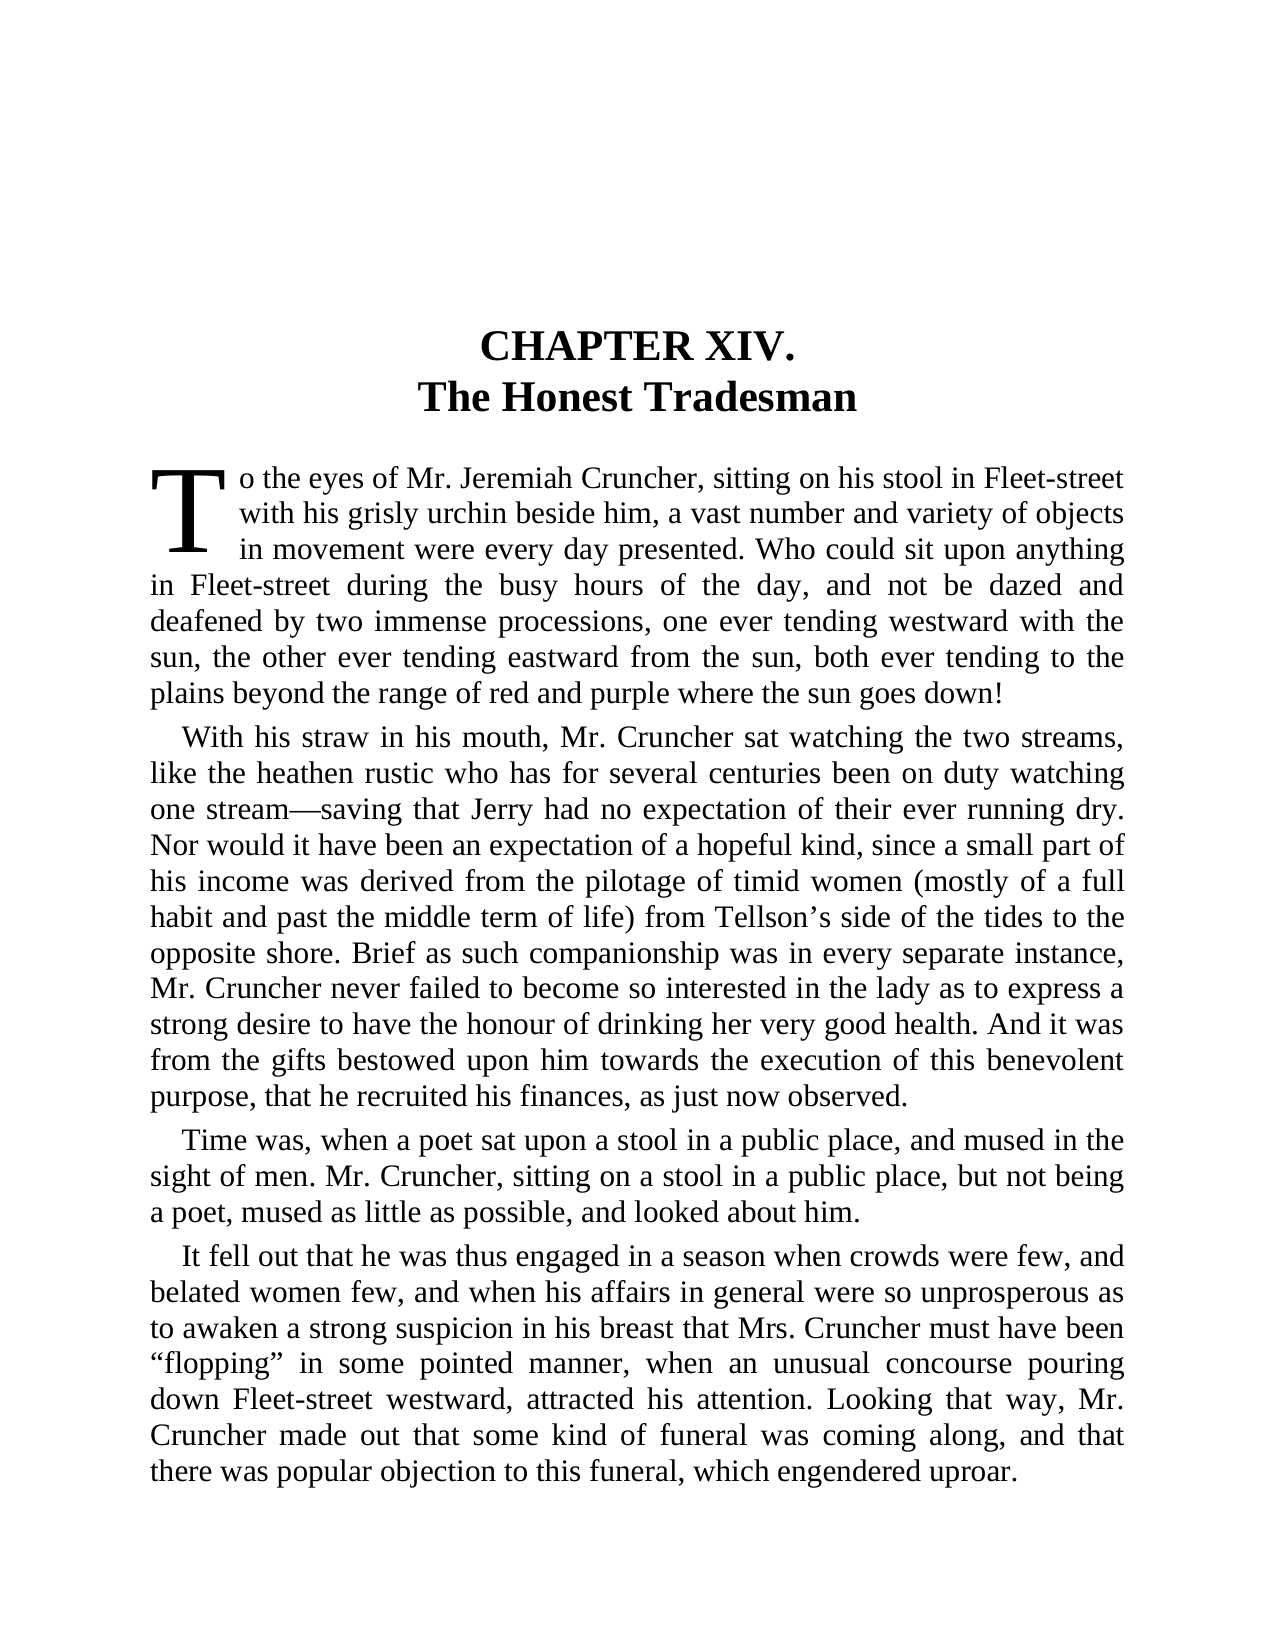 CHAPTER XIV.
The Honest Tradesman
To the eyes of Mr. Jeremiah Cruncher, sitting on his stool in Fleet-street
with his grisly urchin beside him, a vast number and variety of objects
in movement were every day presented. Who could sit upon anything
in Fleet-street during the busy hours of the day, and not be dazed and
deafened by two immense processions, one ever tending westward with the
sun, the other ever tending eastward from the sun, both ever tending to the
plains beyond the range of red and purple where the sun goes down!
With his straw in his mouth, Mr. Cruncher sat watching the two streams,
like the heathen rustic who has for several centuries been on duty watching
one stream—saving that Jerry had no expectation of their ever running dry.
Nor would it have been an expectation of a hopeful kind, since a small part of
his income was derived from the pilotage of timid women (mostly of a full
habit and past the middle term of life) from Tellson’s side of the tides to the
opposite shore. Brief as such companionship was in every separate instance,
Mr. Cruncher never failed to become so interested in the lady as to express a
strong desire to have the honour of drinking her very good health. And it was
from the gifts bestowed upon him towards the execution of this benevolent
purpose, that he recruited his finances, as just now observed.
Time was, when a poet sat upon a stool in a public place, and mused in the
sight of men. Mr. Cruncher, sitting on a stool in a public place, but not being
a poet, mused as little as possible, and looked about him.
It fell out that he was thus engaged in a season when crowds were few, and
belated women few, and when his affairs in general were so unprosperous as
to awaken a strong suspicion in his breast that Mrs. Cruncher must have been
“flopping” in some pointed manner, when an unusual concourse pouring
down Fleet-street westward, attracted his attention. Looking that way, Mr.
Cruncher made out that some kind of funeral was coming along, and that
there was popular objection to this funeral, which engendered uproar.